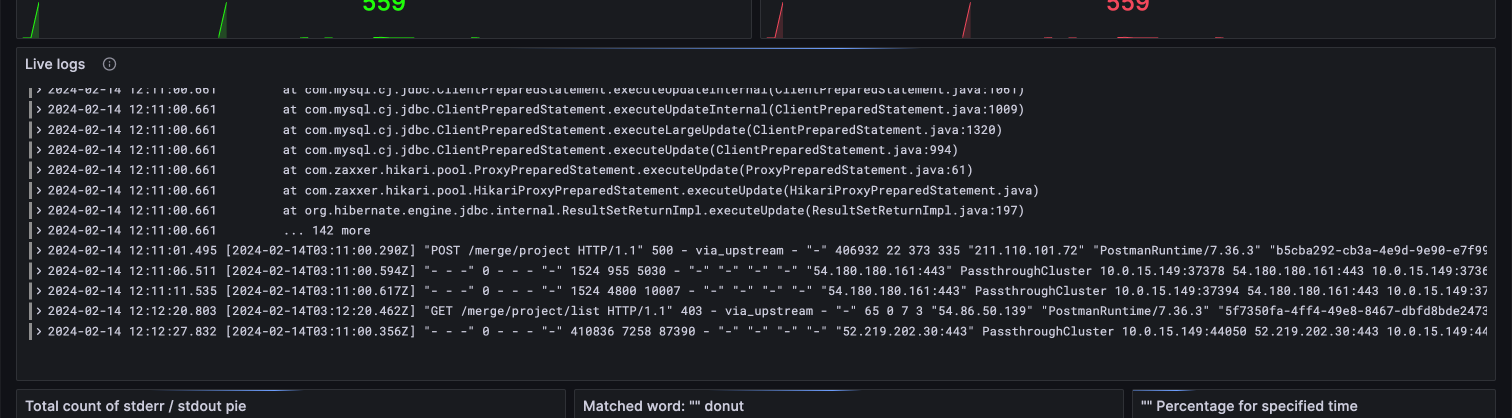 559
559
Live logs
> 2024-02-14 12:11:00.661 at com.mysql.cj.jdbc.ClientPreparedStatement.executeUpdateInternal(ClientPreparedStatement.java:1061)
> 2024-02-14 12:11:00.661 at com.mysql.cj.jdbc.ClientPreparedStatement.executeUpdateInternal(ClientPreparedStatement.java:1009)
> 2024-02-14 12:11:00.661 at com.mysql.cj.jdbc.ClientPreparedStatement.executeLargeUpdate(ClientPreparedStatement.java:1320)
> 2024-02-14 12:11:00.661 at com.mysql.cj.jdbc.ClientPreparedStatement.executeUpdate(ClientPreparedStatement.java:994)
> 2024-02-14 12:11:00.661 at com.zaxxer.hikari.pool.ProxyPreparedStatement.executeUpdate(ProxyPreparedStatement.java:61)
> 2024-02-14 12:11:00.661 at com.zaxxer.hikari.pool.HikariProxyPreparedStatement.executeUpdate(HikariProxyPreparedStatement.java)
> 2024-02-14 12:11:00.661 at org.hibernate.engine.jdbc.internal.ResultSetReturnImpl.executeUpdate(ResultSetReturnImpl.java:197)
> 2024-02-14 12:11:00.661 ... 142 more
> 2024-02-14 12:11:01.495 [2024-02-14T03:11:00.290Z] "POST /merge/project HTTP/1.1" 500 - via_upstream - "-" 406932 22 373 335 "211.110.101.72" "PostmanRuntime/7.36.3" "b5cba292-cb3a-4e9d-9e90-e7f99
> 2024-02-14 12:11:06.511 [2024-02-14T03:11:00.594Z] "- - -" 0 - - - "-" 1524 955 5030 - "-" "-" "-" "-" "54.180.180.161:443" PassthroughCluster 10.0.15.149:37378 54.180.180.161:443 10.0.15.149:3736
> 2024-02-14 12:11:11.535 [2024-02-14T03:11:00.617Z] "- - -" 0 - - - "-" 1524 4800 10007 - "-" "-" "-" "-" "54.180.180.161:443" PassthroughCluster 10.0.15.149:37394 54.180.180.161:443 10.0.15.149:37
> 2024-02-14 12:12:20.803 [2024-02-14T03:12:20.462Z] "GET /merge/project/list HTTP/1.1" 403 - via_upstream - "-" 65 0 7 3 "54.86.50.139" "PostmanRuntime/7.36.3" "5f7350fa-4ff4-49e8-8467-dbfd8bde2473
> 2024-02-14 12:12:27.832 [2024-02-14T03:11:00.356Z] "- - -" 0 - - - "-" 410836 7258 87390 - "-" "-" "-" "-" "52.219.202.30:443" PassthroughCluster 10.0.15.149:44050 52.219.202.30:443 10.0.15.149:44
Total count of stderr / stdout pie
Matched word: "" donut
"" Percentage for specified time